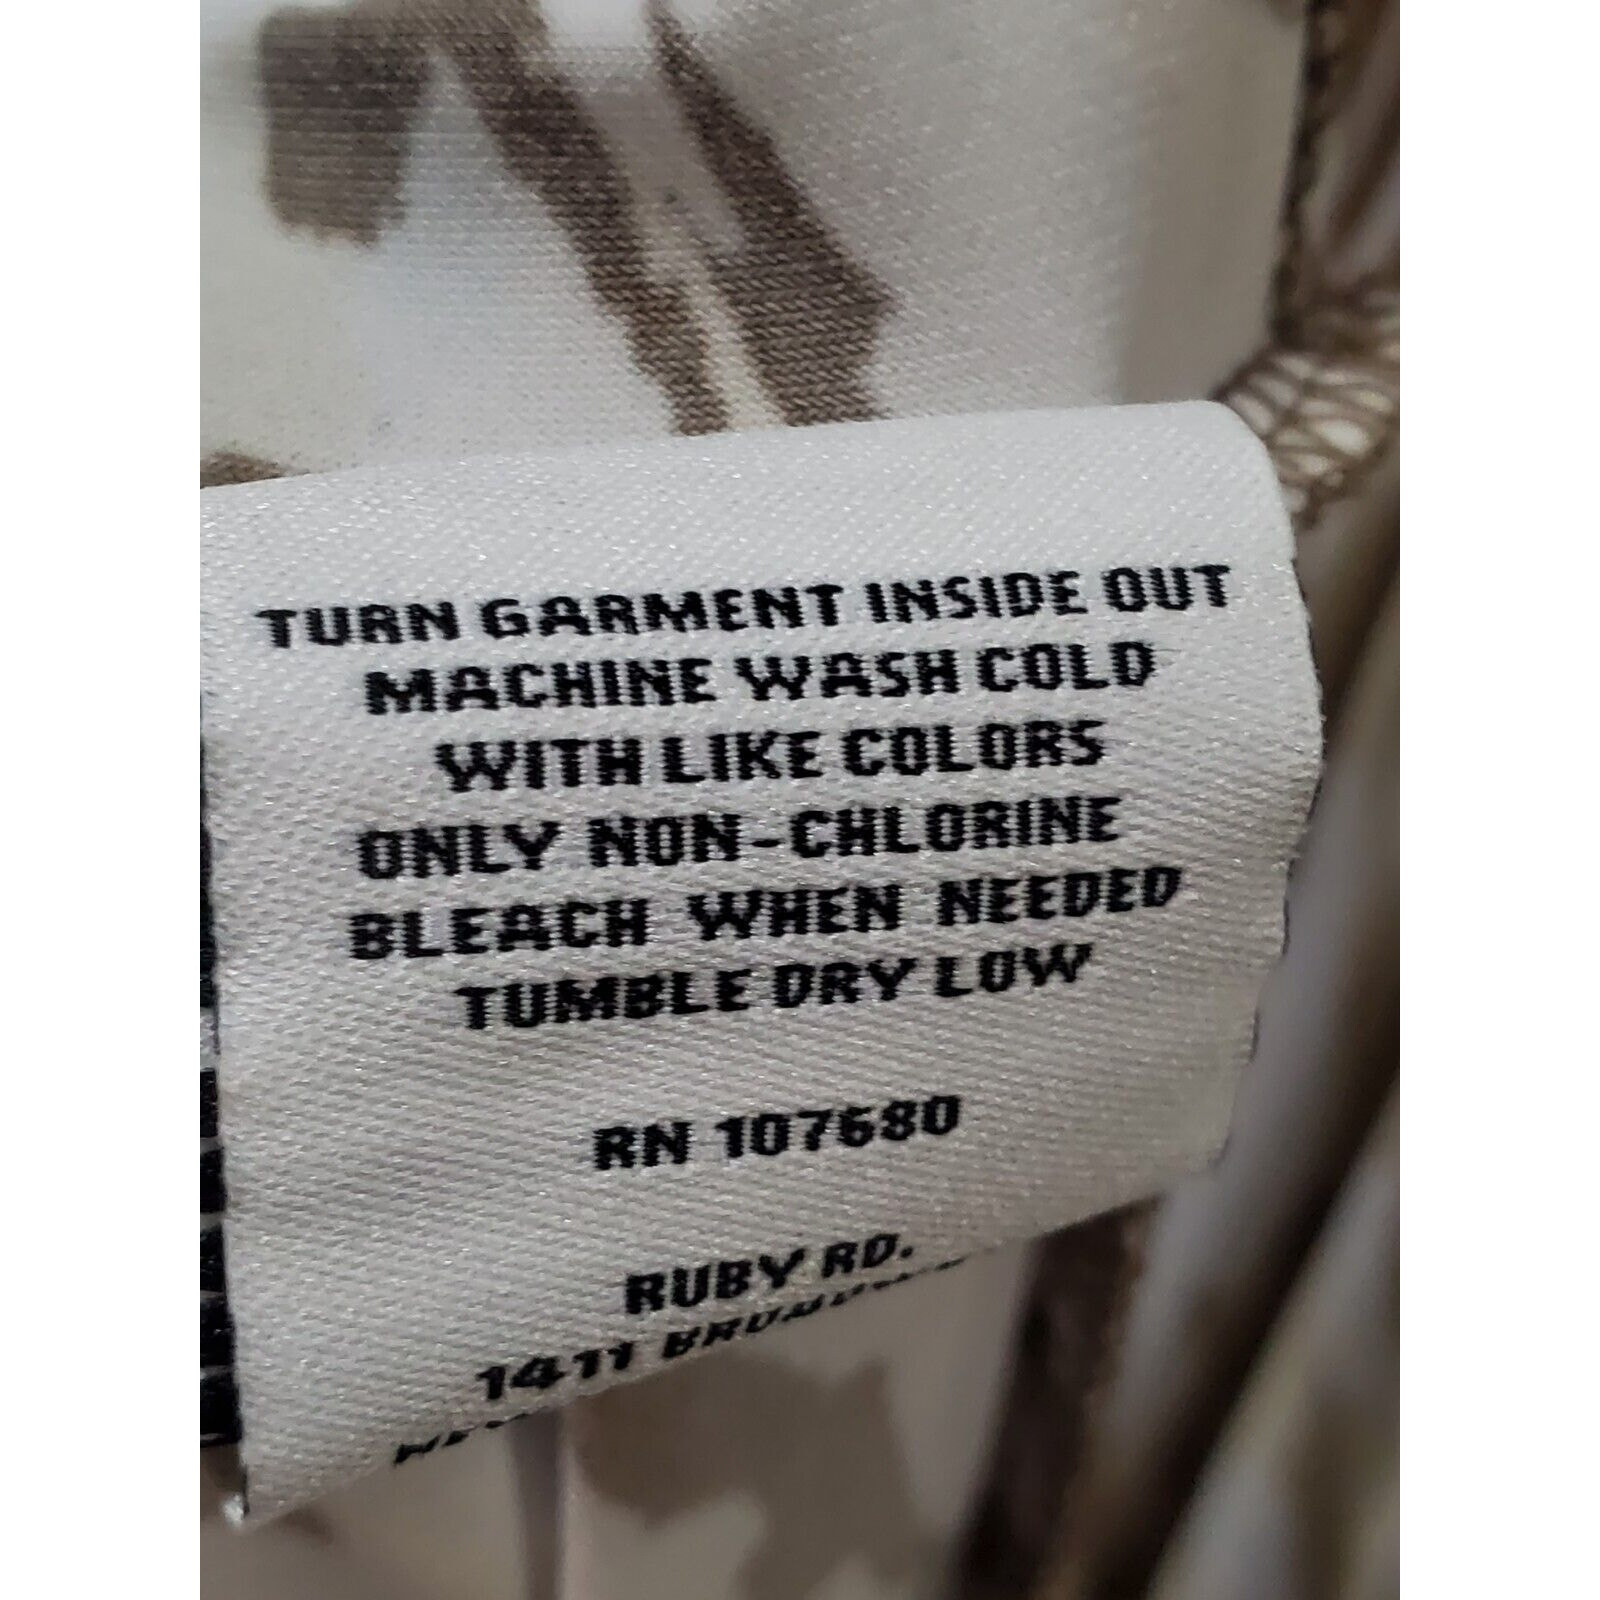 TURN GARMENT INSIDE OUT
MACHINE WASH COLD
WITH LIKE COLORS
ONLY NON-CHLORINE
BLEACH WHEN NEEDED
TUMBLE DRY LOW
RN 107680
RUBY RD.
1411